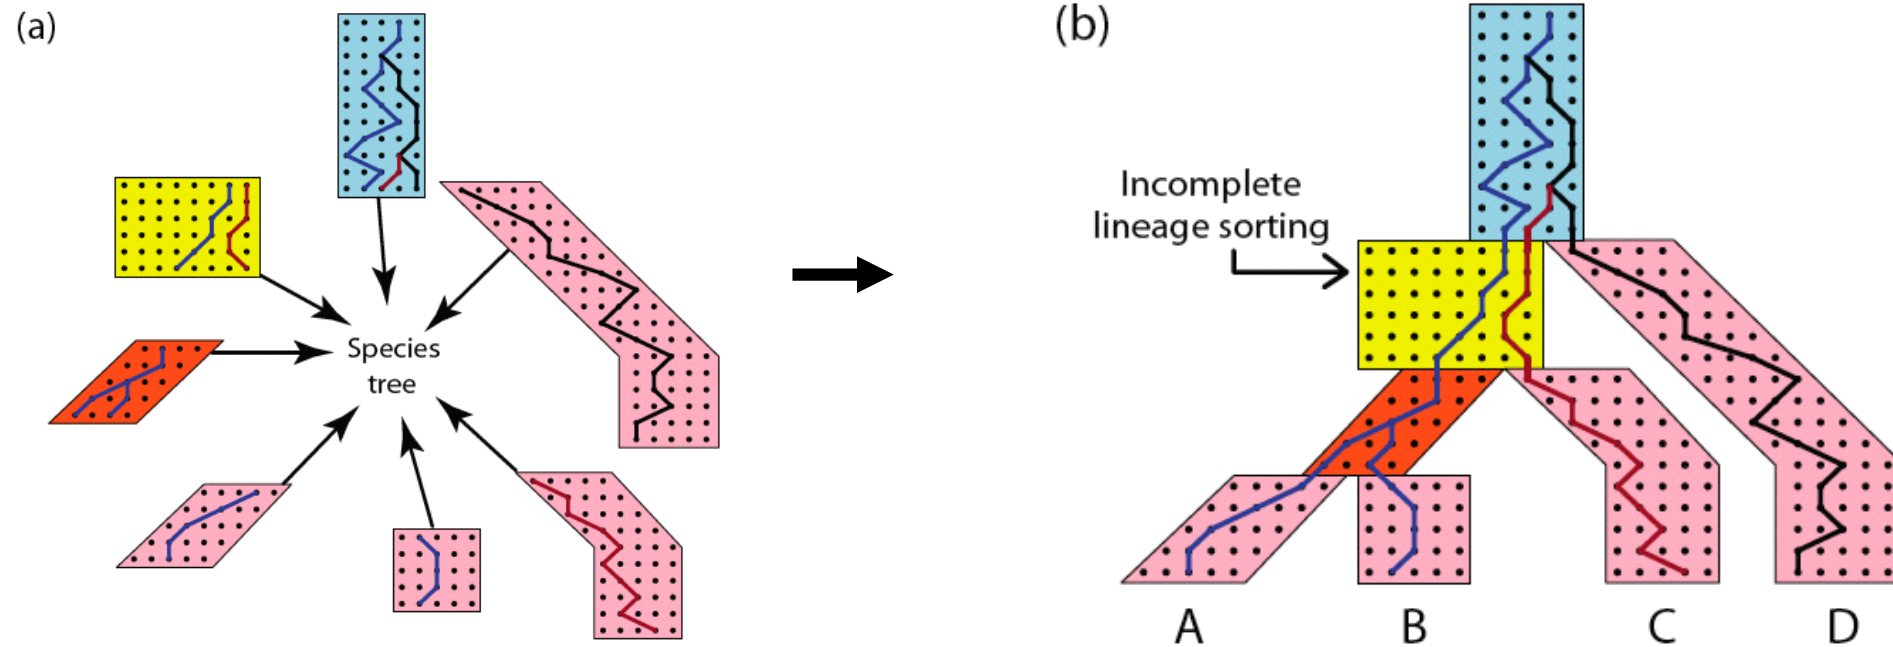 (a)
Species
tree
(b)
Incomplete
lineage sorting
A
B
C
D